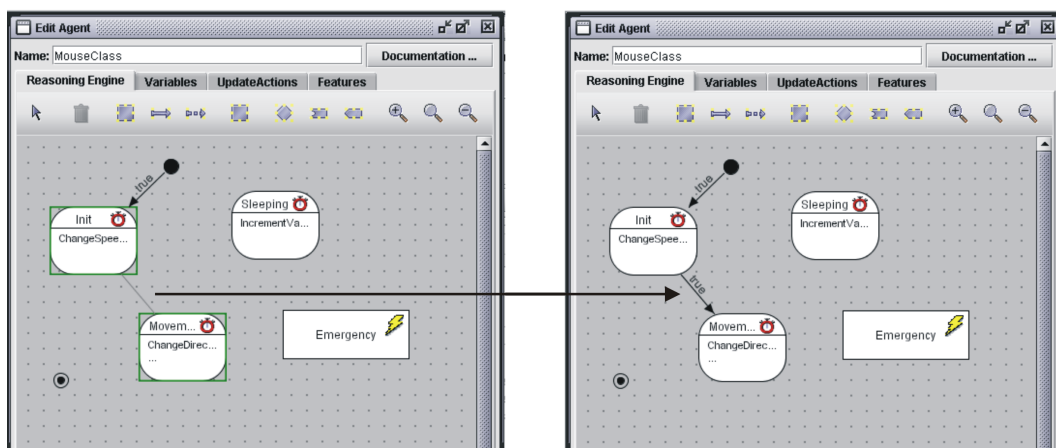 Edit Agent
Name: MouseClass Documentation ...
Reasoning Engine Variables UpdateActions Features
true
Init
ChangeSpee...
Sleeping
IncrementVa...
Movem...
ChangeDirec...
...
Emergency
Edit Agent
Name: MouseClass Documentation ...
Reasoning Engine Variables UpdateActions Features
true
Init
ChangeSpee...
Sleeping
IncrementVa...
true
Movem...
ChangeDirec...
...
Emergency